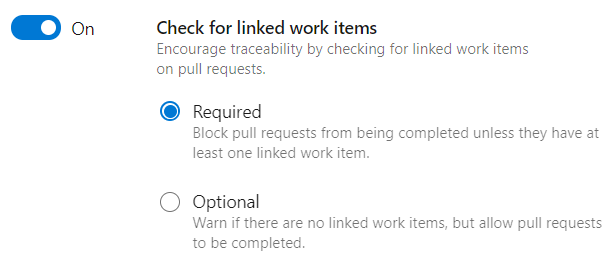 On
Check for linked work items
Encourage traceability by checking for linked work items
on pull requests.
Required
Block pull requests from being completed unless they have at
least one linked work item.
Optional
Warn if there are no linked work items, but allow pull requests
to be completed.